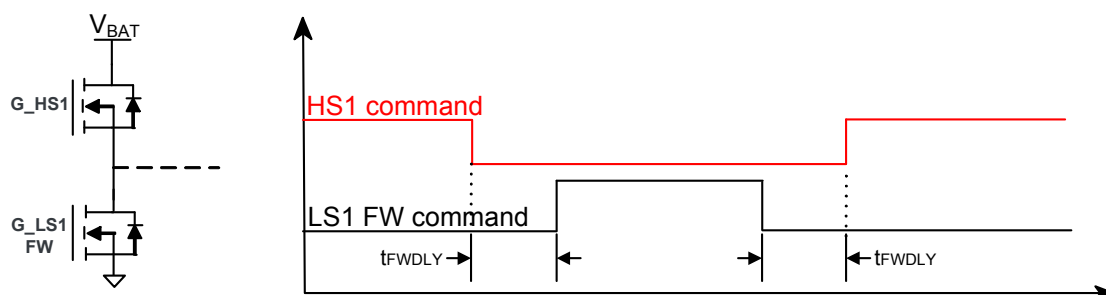 VBAT
G_HS1
G_LS1
FW
HS1 command
LS1 FW command
tFWDLY
tFWDLY